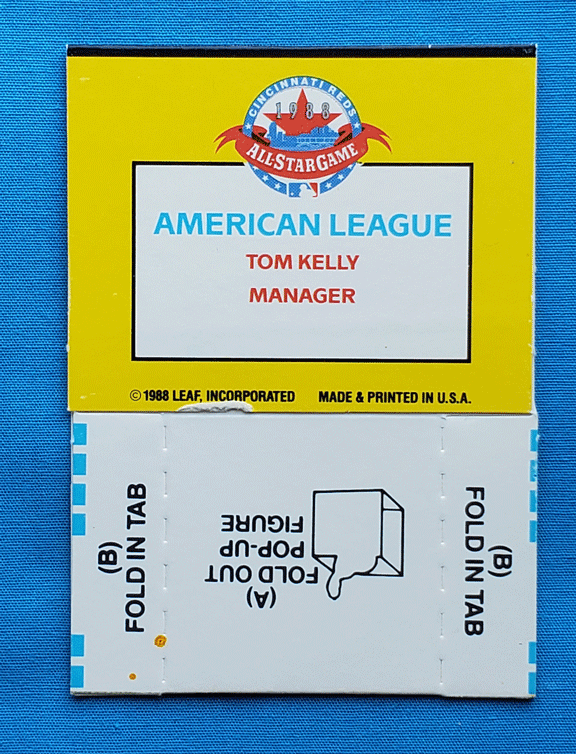 CINCINNATI REDS
1988
ALL·STAR GAME
AMERICAN LEAGUE
TOM KELLY
MANAGER
© 1988 LEAF, INCORPORATED MADE & PRINTED IN U.S.A.
(B)
FOLD IN TAB
(A)
FOLD OUT
POP-UP
FIGURE
(B)
FOLD IN TAB